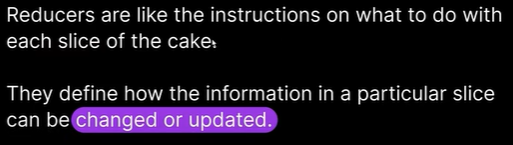 Reducers are like the instructions on what to do with
each slice of the cake.
They define how the information in a particular slice
can be changed or updated.